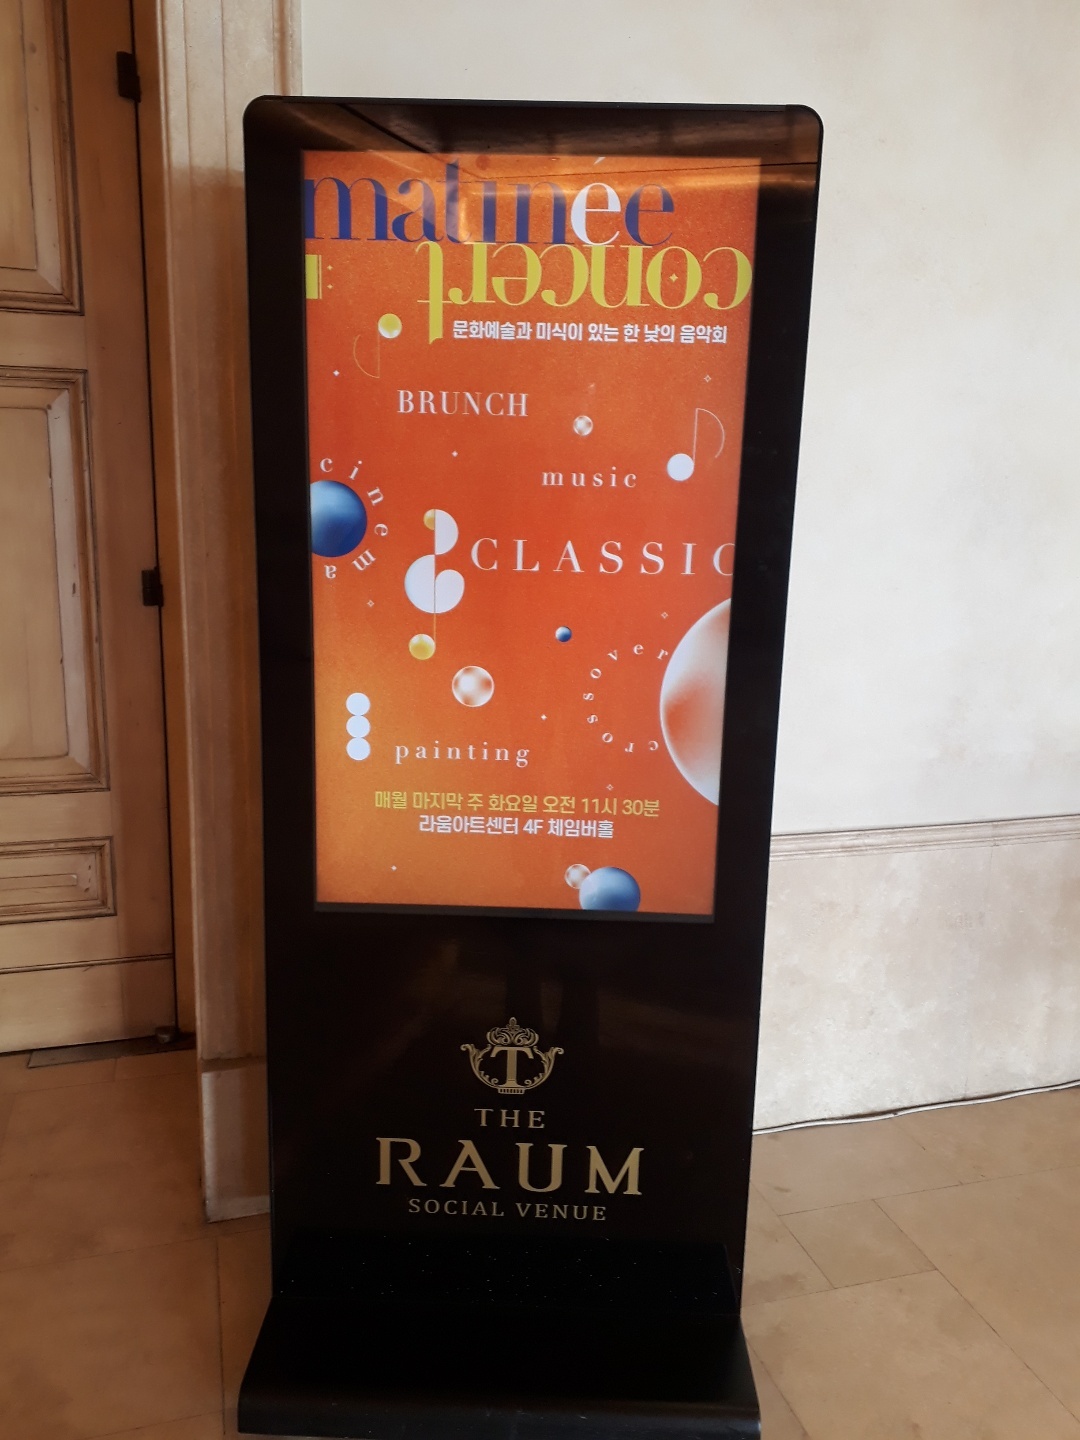 matinée
concert
문화예술과 미식이 있는 한 낮의 음악회
BRUNCH
music
cinema
CLASSIC
crossover
painting
매월 마지막 주 화요일 오전 11시 30분
라움아트센터 4F 체임버홀
T
THE
RAUM
SOCIAL VENUE